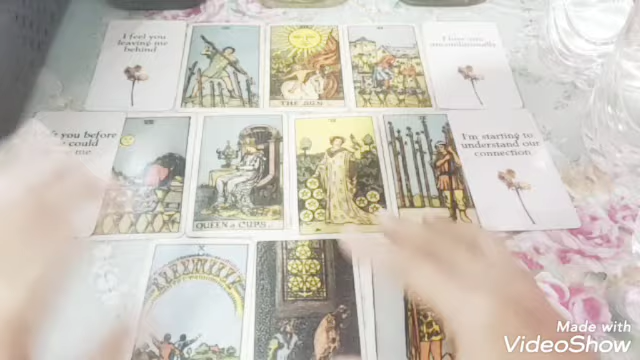 I feel you
leaving me
behind
THE SUN.
I love you
unconditionally
you before
could
me
I'm starting to
understand our
connection.
QUEEN of CUPS.
X
Made with
VideoShow